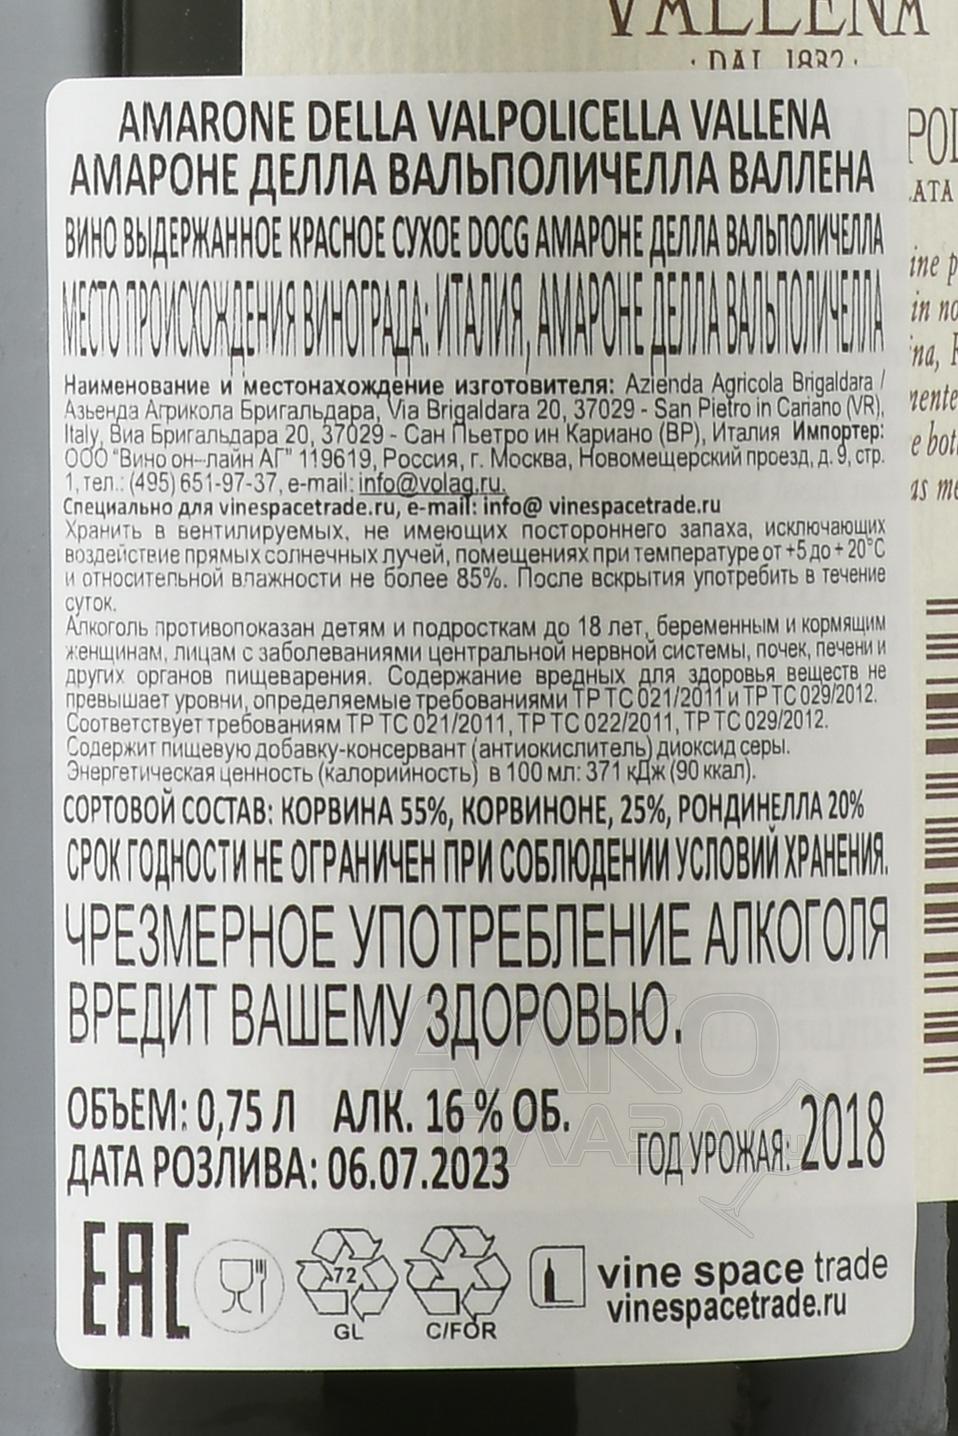 VALLENA
· DAL 1832 ·
AMARONE DELLA VALPOLICELLA VALLENA
АМАРОНЕ ДЕЛЛА ВАЛЬПОЛИЧЕЛЛА ВАЛЛЕНА
ВИНО ВЫДЕРЖАННОЕ КРАСНОЕ СУХОЕ DOCG АМАРОНЕ ДЕЛЛА ВАЛЬПОЛИЧЕЛЛА
МЕСТО ПРОИСХОЖДЕНИЯ ВИНОГРАДА: ИТАЛИЯ, АМАРОНЕ ДЕЛЛА ВАЛЬПОЛИЧЕЛЛА
Наименование и местонахождение изготовителя: Azienda Agricola Brigaldara /
Азьенда Агрикола Бригальдара, Via Brigaldara 20, 37029 - San Pietro in Cariano (VR),
Italy, Виа Бригальдара 20, 37029 - Сан Пьетро ин Кариано (ВР), Италия Импортер:
ООО "Вино он-лайн АГ" 119619, Россия, г. Москва, Новомещерский проезд, д. 9, стр.
1, тел.: (495) 651-97-37, e-mail: info@volag.ru.
Специально для vinespacetrade.ru, e-mail: info@ vinespacetrade.ru
Хранить в вентилируемых, не имеющих постороннего запаха, исключающих
воздействие прямых солнечных лучей, помещениях при температуре от +5 до + 20°С
и относительной влажности не более 85%. После вскрытия употребить в течение
суток.
Алкоголь противопоказан детям и подросткам до 18 лет, беременным и кормящим
женщинам, лицам с заболеваниями центральной нервной системы, почек, печени и
других органов пищеварения. Содержание вредных для здоровья веществ не
превышает уровни, определяемые требованиями ТР ТС 021/2011 и ТР ТС 029/2012.
Соответствует требованиям ТР ТС 021/2011, ТР ТС 022/2011, ТР ТС 029/2012.
Содержит пищевую добавку-консервант (антиокислитель) диоксид серы.
Энергетическая ценность (калорийность) в 100 мл: 371 кДж (90 ккал).
СОРТОВОЙ СОСТАВ: КОРВИНА 55%, КОРВИНОНЕ, 25%, РОНДИНЕЛЛА 20%
СРОК ГОДНОСТИ НЕ ОГРАНИЧЕН ПРИ СОБЛЮДЕНИИ УСЛОВИЙ ХРАНЕНИЯ.
ЧРЕЗМЕРНОЕ УПОТРЕБЛЕНИЕ АЛКОГОЛЯ
ВРЕДИТ ВАШЕМУ ЗДОРОВЬЮ.
ОБЪЕМ: 0,75 Л АЛК. 16 % ОБ.
ДАТА РОЗЛИВА: 06.07.2023
ГОД УРОЖАЯ: 2018
EAC
72
GL
C/FOR
vine space trade
vinespacetrade.ru
АЛКО
ПЛАЗА